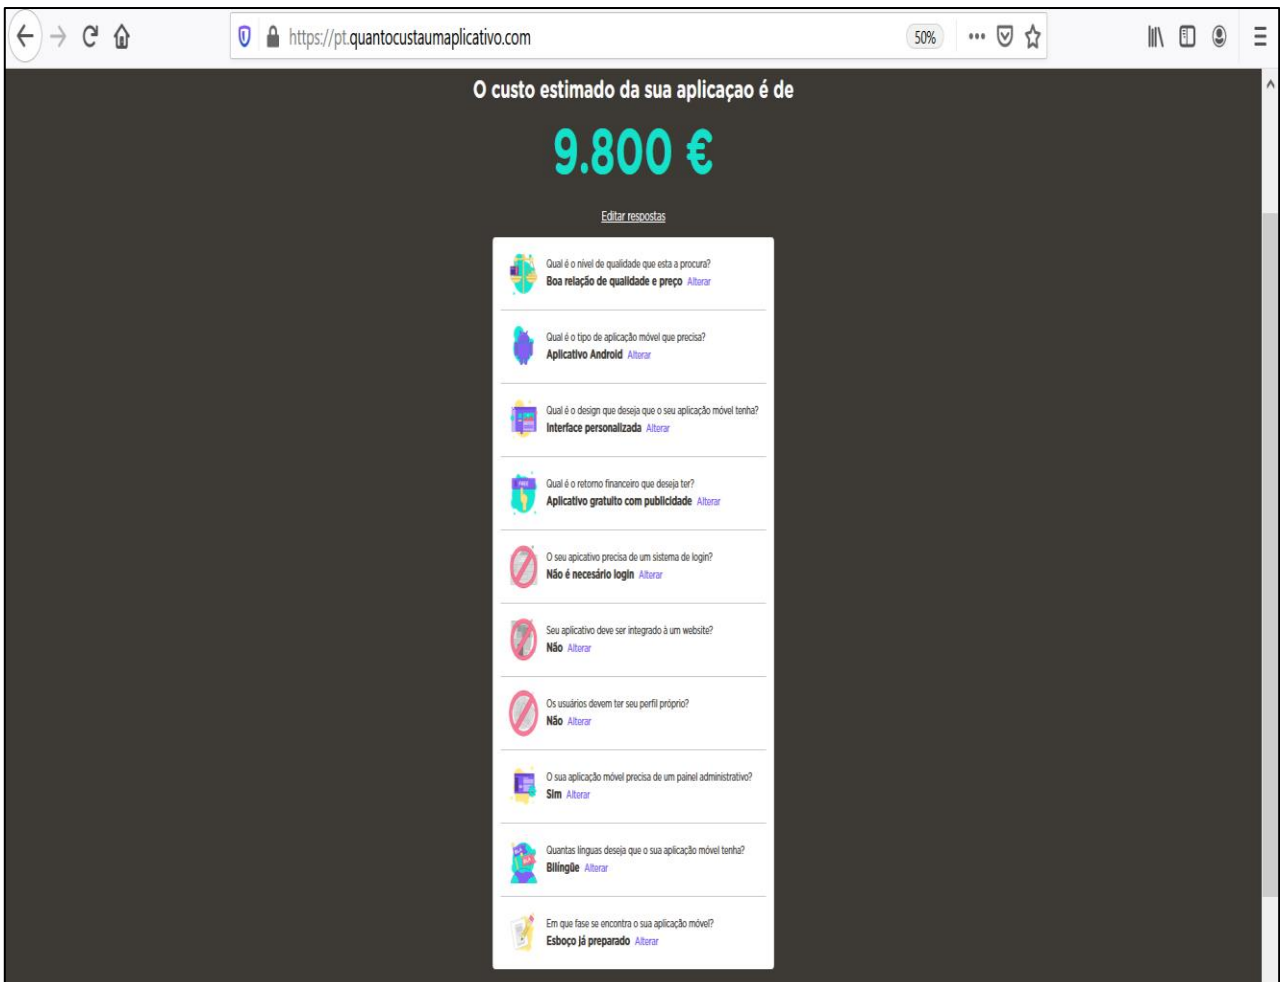 https://pt.quantocustaumaplicativo.com
50%
O custo estimado da sua aplicaçao é de
9.800 €
Editar respostas
Qual é o nível de qualidade que esta a procura?
Boa relação de qualidade e preço Alterar
Qual é o tipo de aplicação móvel que precisa?
Aplicativo Android Alterar
Qual é o design que deseja que o seu aplicação móvel tenha?
Interface personalizada Alterar
FREE
Qual é o retorno financeiro que deseja ter?
Aplicativo gratuito com publicidade Alterar
O seu apicativo precisa de um sistema de login?
Não é necesário login Alterar
Seu aplicativo deve ser integrado à um website?
Não Alterar
Os usuários devem ter seu perfil próprio?
Não Alterar
O sua aplicação móvel precisa de um painel administrativo?
Sim Alterar
Quantas línguas deseja que o sua aplicação móvel tenha?
Bilíngüe Alterar
Em que fase se encontra o sua aplicação móvel?
Esboço já preparado Alterar